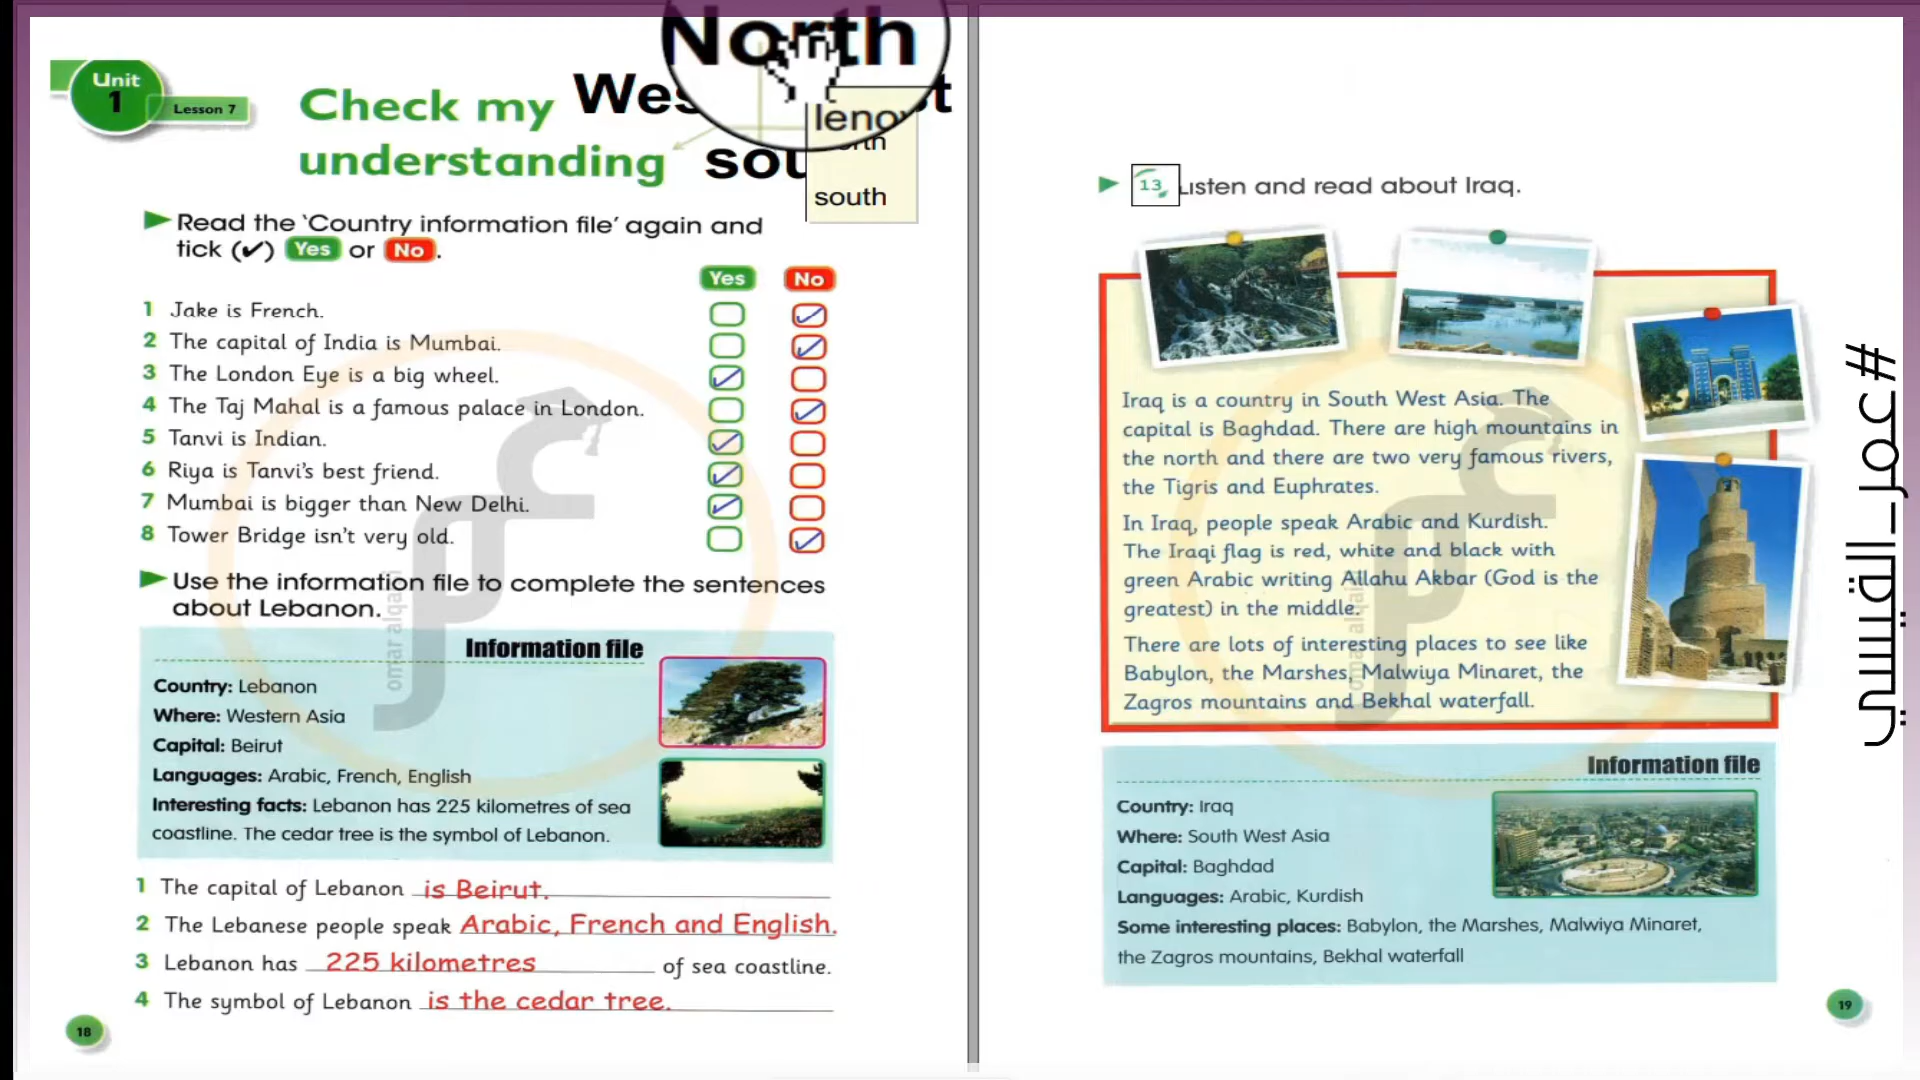 Unit
1
Lesson 7
Check my
understanding
North
Wes
st
sou
south
Read the ‘Country information file’ again and
tick (✔) Yes or No.
Yes No
1 Jake is French.
2 The capital of India is Mumbai.
3 The London Eye is a big wheel.
4 The Taj Mahal is a famous palace in London.
5 Tanvi is Indian.
6 Riya is Tanvi’s best friend.
7 Mumbai is bigger than New Delhi.
8 Tower Bridge isn’t very old.
Use the information file to complete the sentences
about Lebanon.
Information file
Country: Lebanon
Where: Western Asia
Capital: Beirut
Languages: Arabic, French, English
Interesting facts: Lebanon has 225 kilometres of sea
coastline. The cedar tree is the symbol of Lebanon.
1 The capital of Lebanon is Beirut.
2 The Lebanese people speak Arabic, French and English.
3 Lebanon has 225 kilometres of sea coastline.
4 The symbol of Lebanon is the cedar tree.
18
omar alqaisi
13 Listen and read about Iraq.
Iraq is a country in South West Asia. The
capital is Baghdad. There are high mountains in
the north and there are two very famous rivers,
the Tigris and Euphrates.
In Iraq, people speak Arabic and Kurdish.
The Iraqi flag is red, white and black with
green Arabic writing Allahu Akbar (God is the
greatest) in the middle.
There are lots of interesting places to see like
Babylon, the Marshes, Malwiya Minaret, the
Zagros mountains and Bekhal waterfall.
Information file
Country: Iraq
Where: South West Asia
Capital: Baghdad
Languages: Arabic, Kurdish
Some interesting places: Babylon, the Marshes, Malwiya Minaret,
the Zagros mountains, Bekhal waterfall
19
#عمر_القيسي